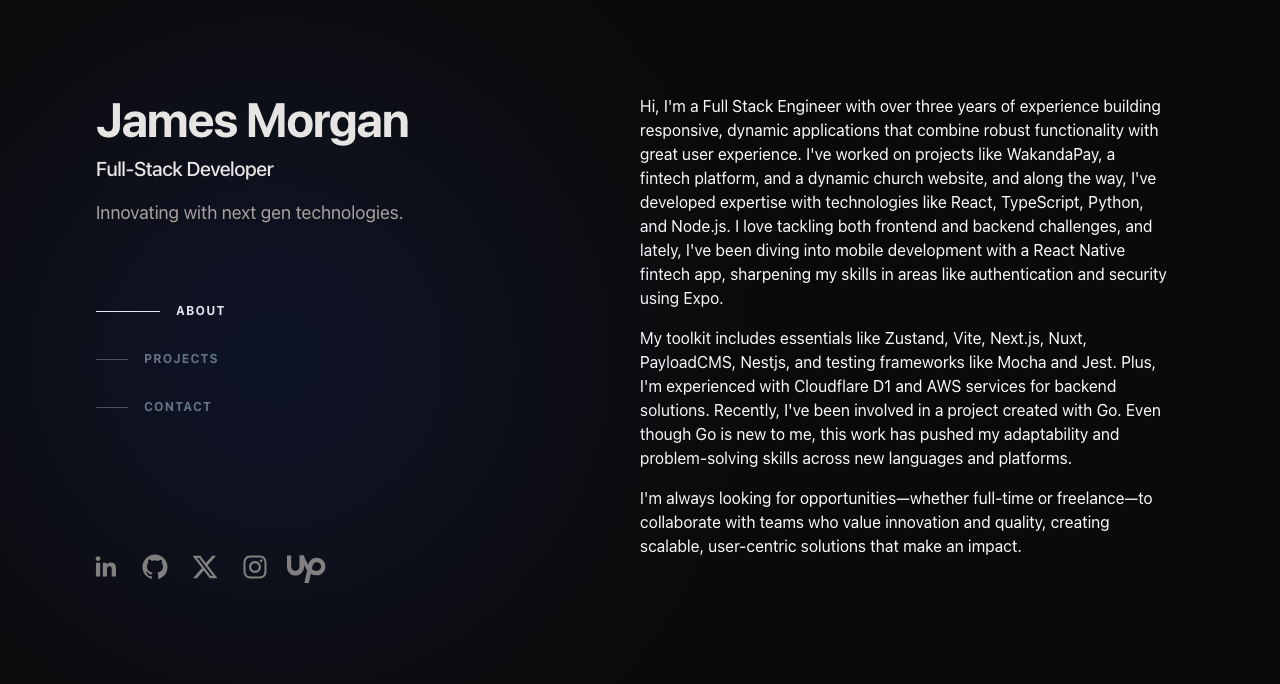 James Morgan
Full-Stack Developer
Innovating with next gen technologies.
ABOUT
PROJECTS
CONTACT
in
X
Up
Hi, I'm a Full Stack Engineer with over three years of experience building
responsive, dynamic applications that combine robust functionality with
great user experience. I've worked on projects like WakandaPay, a
fintech platform, and a dynamic church website, and along the way, I've
developed expertise with technologies like React, TypeScript, Python,
and Node.js. I love tackling both frontend and backend challenges, and
lately, I've been diving into mobile development with a React Native
fintech app, sharpening my skills in areas like authentication and security
using Expo.
My toolkit includes essentials like Zustand, Vite, Next.js, Nuxt,
PayloadCMS, Nestjs, and testing frameworks like Mocha and Jest. Plus,
I'm experienced with Cloudflare D1 and AWS services for backend
solutions. Recently, I've been involved in a project created with Go. Even
though Go is new to me, this work has pushed my adaptability and
problem-solving skills across new languages and platforms.
I'm always looking for opportunities—whether full-time or freelance—to
collaborate with teams who value innovation and quality, creating
scalable, user-centric solutions that make an impact.